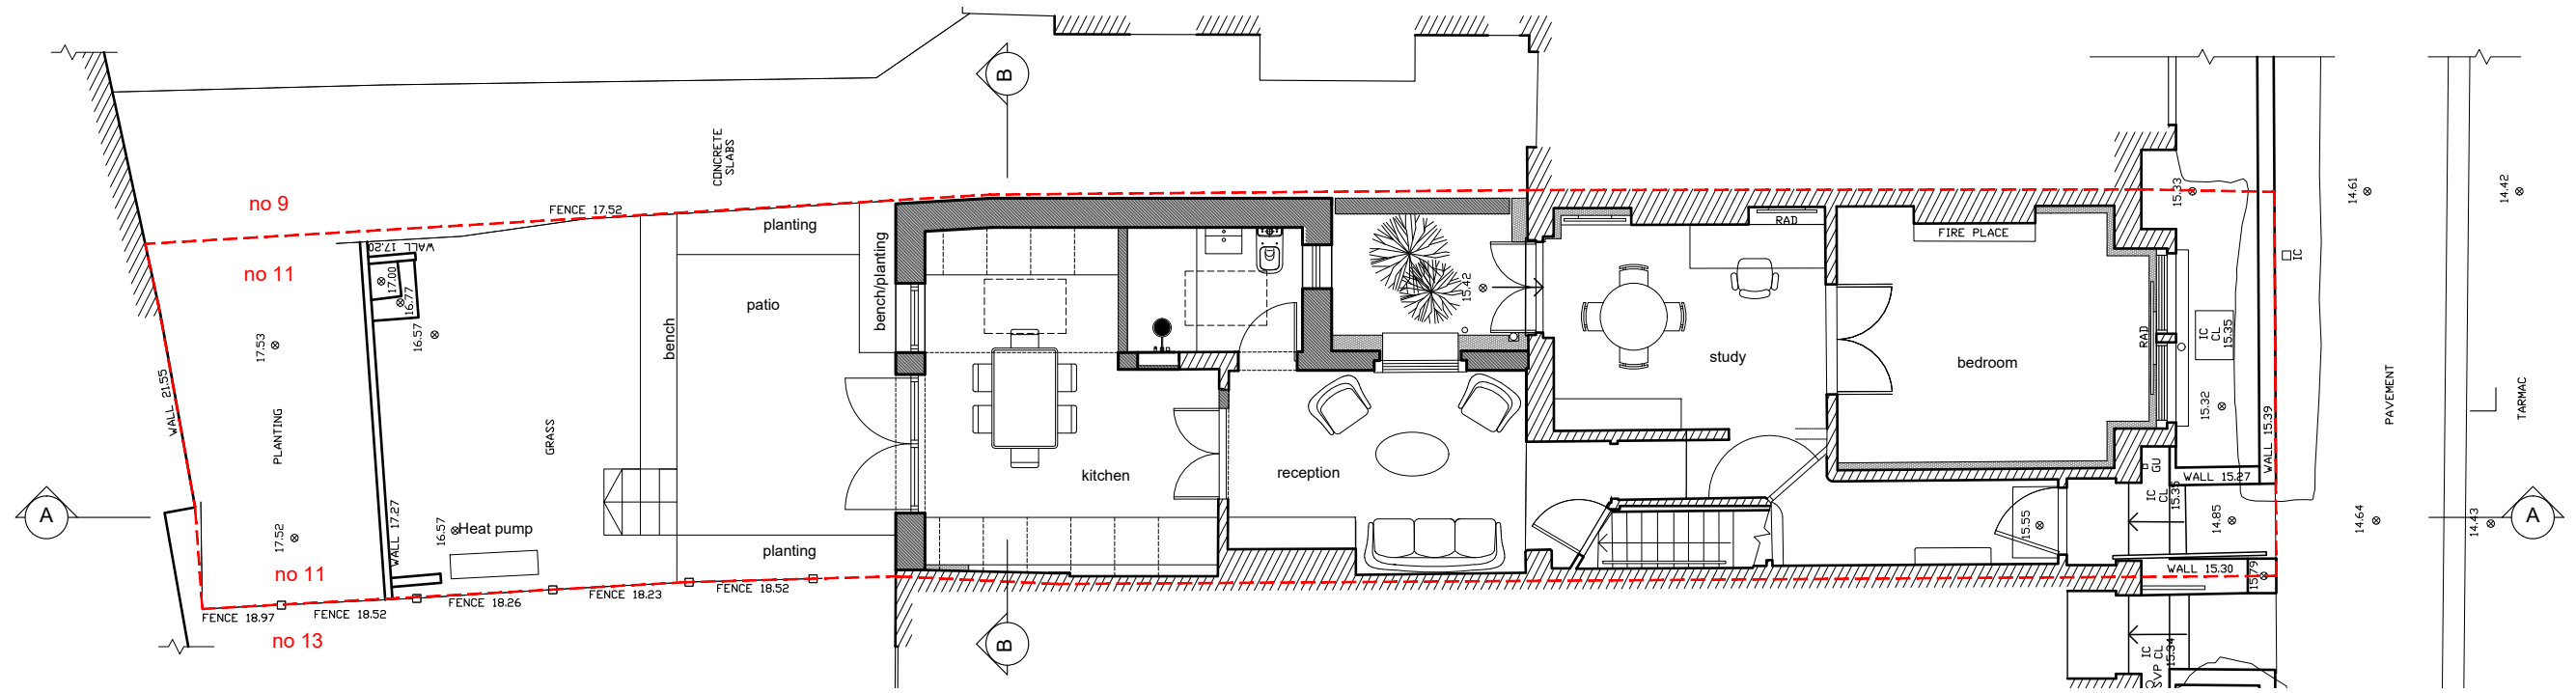 no 9
no 11
WALL 21.55
PLANTING
17.53
17.52
no 11
no 13
FENCE 18.97
FENCE 18.52
FENCE 18.26
FENCE 18.23
FENCE 18.52
FENCE 17.52
WALL 17.20
17.00
16.77
16.57
WALL 17.27
16.57
Heat pump
GRASS
CONCRETE
SLABS
planting
patio
bench
bench/planting
planting
A
B
B
kitchen
reception
15.42
study
RAD
FIRE PLACE
bedroom
RAD
15.33
IC
CL
15.35
15.32
WALL 15.39
WALL 15.27
GU
IC
CL
15.35
14.85
15.55
WALL 15.30
15.79
IC
SVP CL
15.34
IC
14.61
14.42
PAVEMENT
TARMAC
14.64
14.43
A